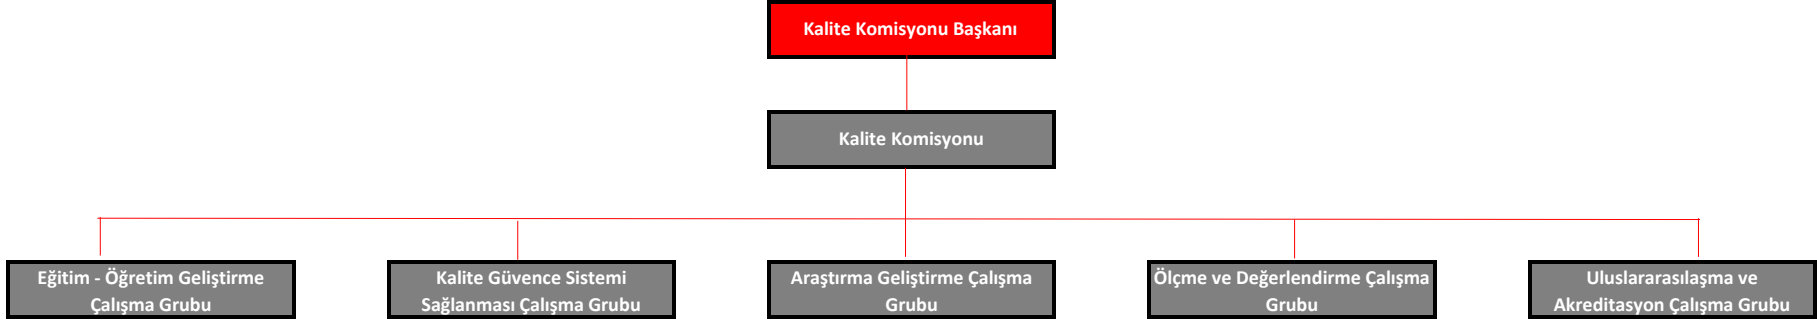 Kalite Komisyonu Başkanı
Kalite Komisyonu
Eğitim - Öğretim Geliştirme
Çalışma Grubu
Kalite Güvence Sistemi
Sağlanması Çalışma Grubu
Araştırma Geliştirme Çalışma
Grubu
Ölçme ve Değerlendirme Çalışma
Grubu
Uluslararasılaşma ve
Akreditasyon Çalışma Grubu